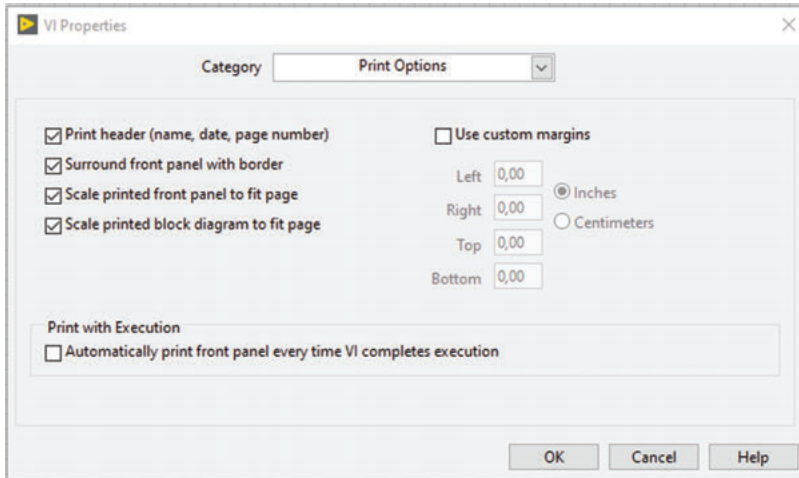 VI Properties
Category Print Options
Print header (name, date, page number)
Surround front panel with border
Scale printed front panel to fit page
Scale printed block diagram to fit page
Use custom margins
Left 0,00
Right 0,00
Top 0,00
Bottom 0,00
Inches
Centimeters
Print with Execution
Automatically print front panel every time VI completes execution
OK Cancel Help